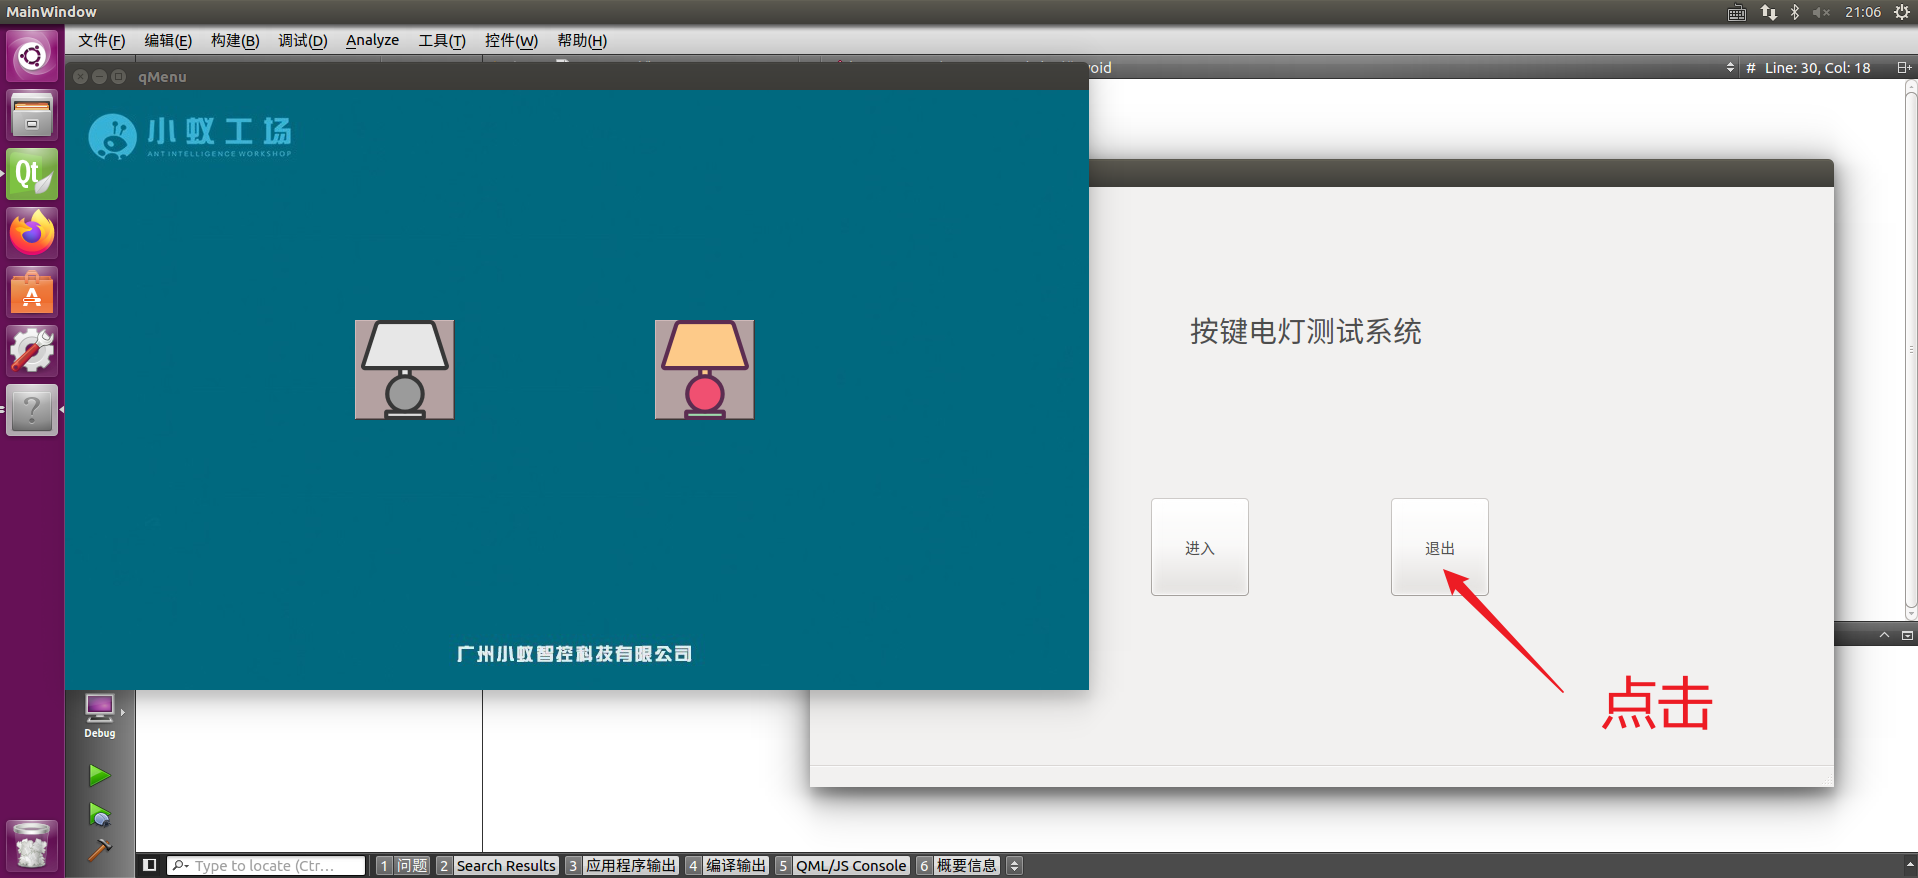 MainWindow
21:06
文件(F) 编辑(E) 构建(B) 调试(D) Analyze 工具(T) 控件(W) 帮助(H)
void
# Line: 30, Col: 18
qMenu
小蚁工场
ANT INTELLIGENCE WORKSHOP
Qt
按键电灯测试系统
进入
退出
点击
广州小蚁智控科技有限公司
Debug
Type to locate (Ctr...
1 问题 2 Search Results 3 应用程序输出 4 编译输出 5 QML/JS Console 6 概要信息